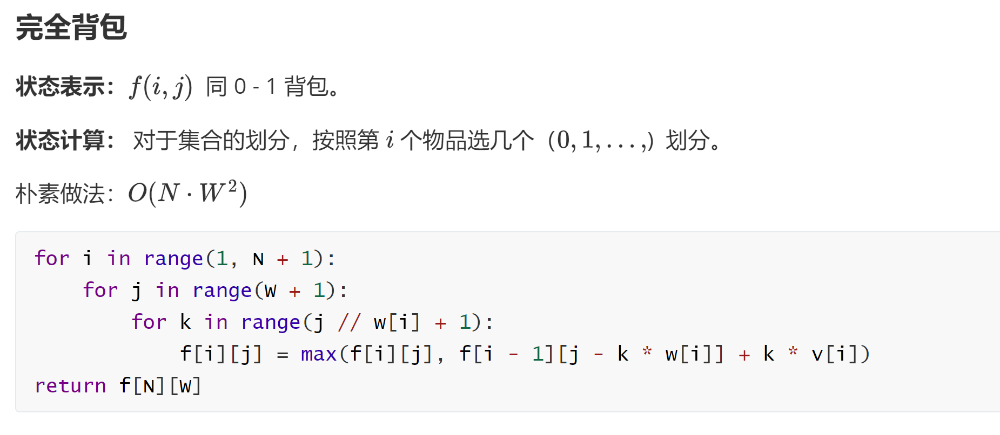 完全背包
状态表示： f(i, j) 同 0 - 1 背包。
状态计算： 对于集合的划分，按照第 i 个物品选几个（0, 1, . . . ,）划分。
朴素做法：O(N · W²)
for i in range(1, N + 1):
    for j in range(W + 1):
        for k in range(j // w[i] + 1):
            f[i][j] = max(f[i][j], f[i - 1][j - k * w[i]] + k * v[i])
return f[N][W]